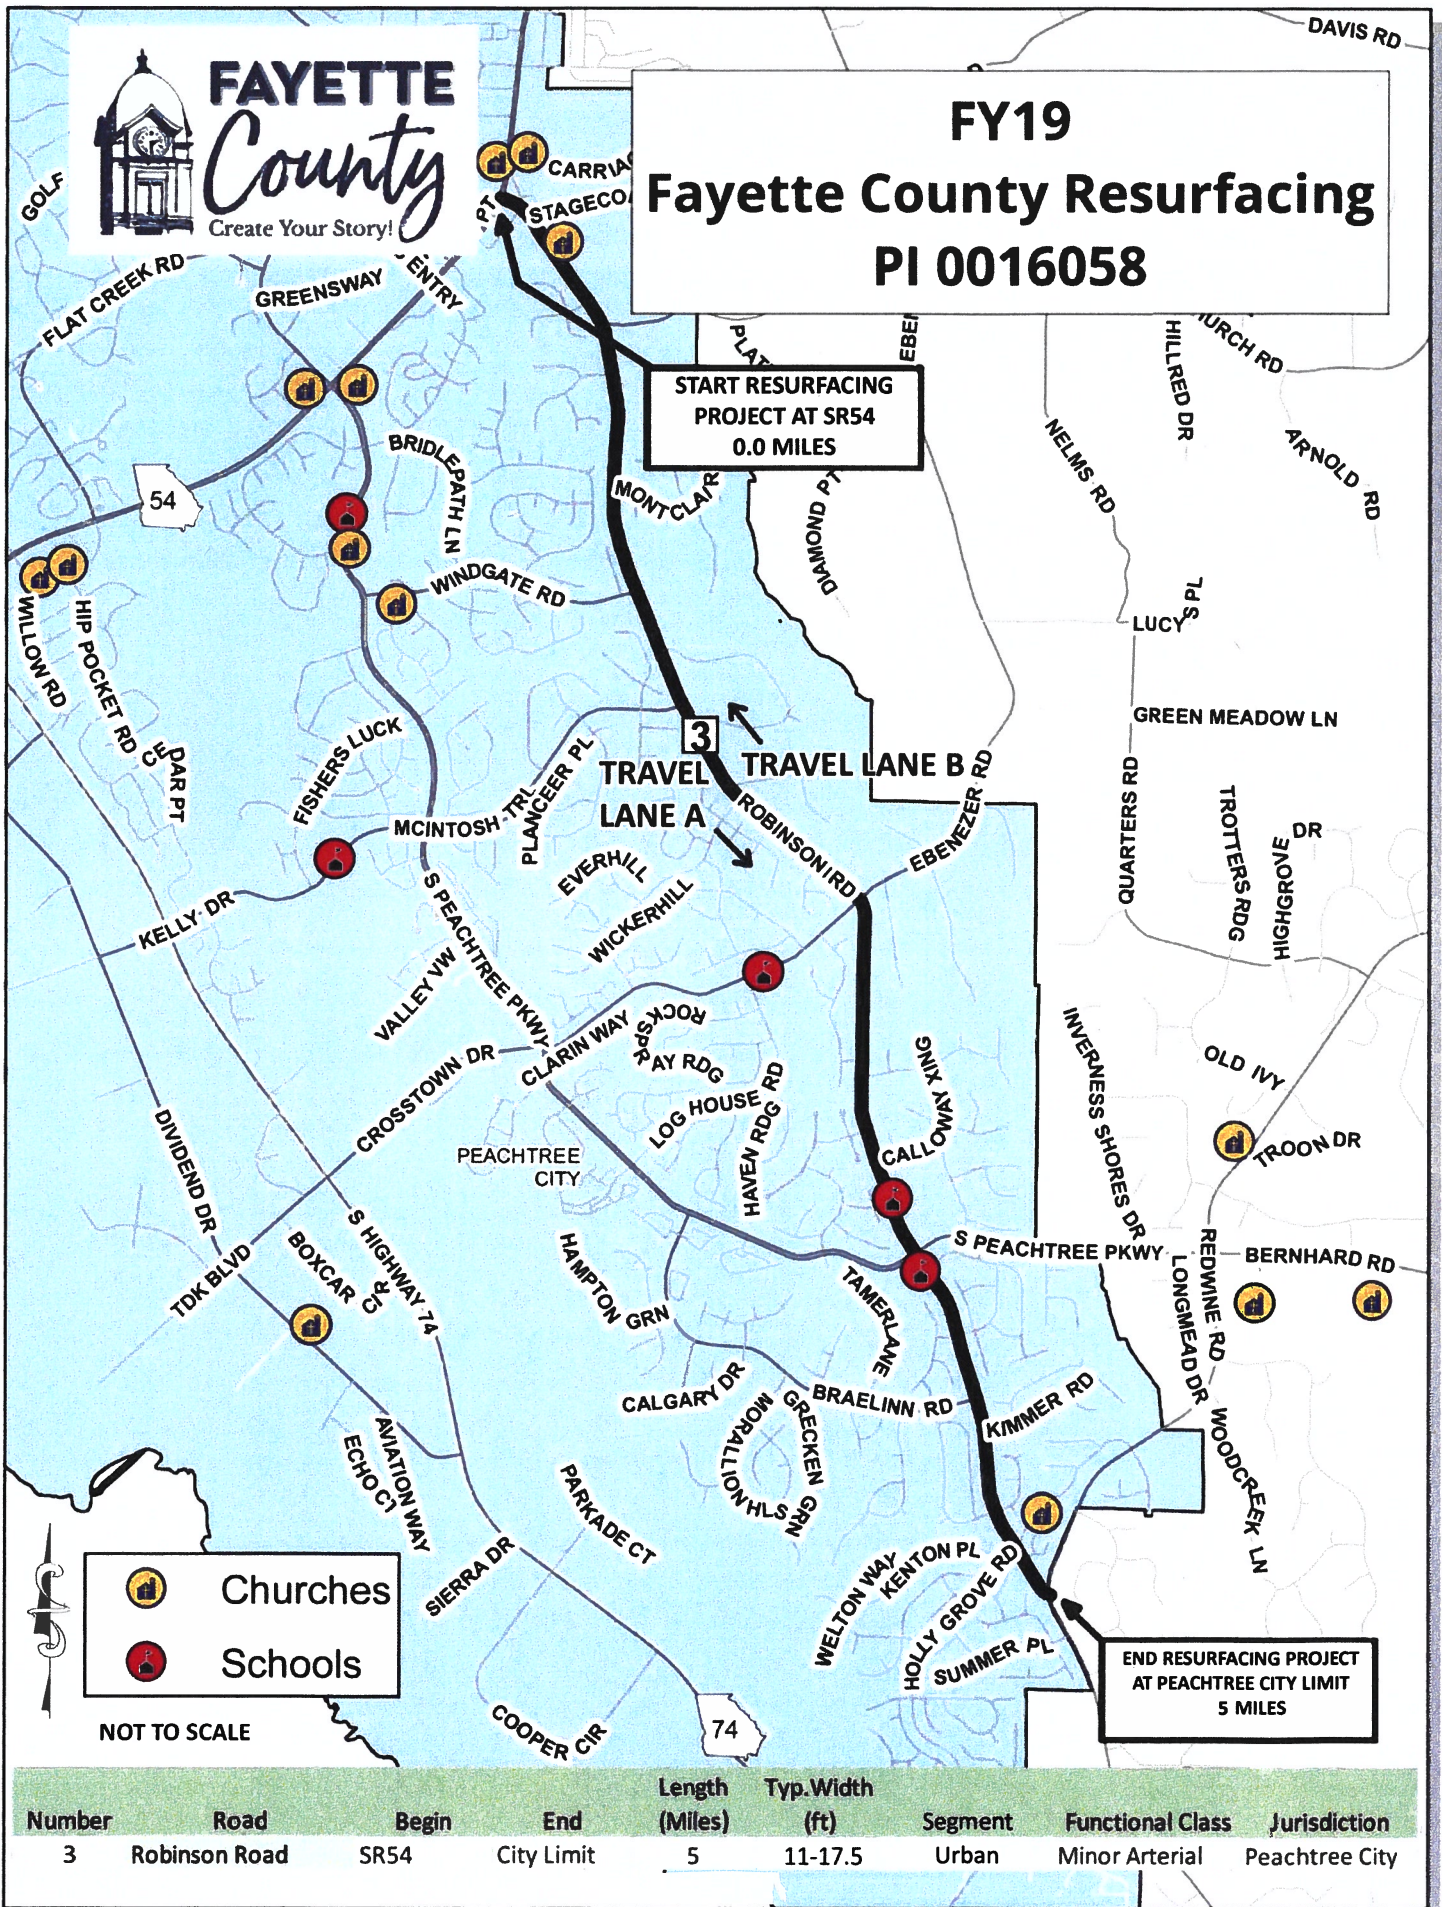 DAVIS RD
FAYETTE
County
Create Your Story!
FY19
Fayette County Resurfacing
PI 0016058
GOLF
CARRIAG
STAGECOA
PT
FLAT CREEK RD
GREENSWAY
ENTRY
PLAT
EBE
HILLRED DR
HURCH RD
START RESURFACING
PROJECT AT SR54
0.0 MILES
BRIDLEPATH LN
54
MONTCLAIR
DIAMOND PT
NELMS RD
ARNOLD RD
WINDGATE RD
WILLOW RD
HIP POCKET RD
CEDAR PT
LUCY S PL
GREEN MEADOW LN
FISHERS LUCK
3
TRAVEL LANE B
TRAVEL
LANE A
PLANCEER PL
MCINTOSH TRL
ROBINSON RD
EBENEZER RD
QUARTERS RD
TROTTERS RDG
HIGHGROVE DR
EVERHILL
WICKERHILL
KELLY DR
S PEACHTREE PKWY
VALLEY VW
CLARIN WAY
ROCKSPRAY RDG
CROSSTOWN DR
LOG HOUSE RD
HAVEN RDG
CALLOWAY XING
INVERNESS SHORES DR
OLD IVY
TROON DR
DIVIDEND DR
PEACHTREE
CITY
S PEACHTREE PKWY
BERNHARD RD
TDK BLVD
BOXCAR CIR
S HIGHWAY 74
HAMPTON GRN
TAMERLANE
REDWINE RD
LONGMEAD DR
CALGARY DR
BRAELINN RD
KIMMER RD
MORALLION HLS
GRECKEN GRN
WOODCREEK LN
AVIATION WAY
ECHO CT
PARKADE CT
SIERRA DR
WELTON WAY
KENTON PL
HOLLY GROVE RD
SUMMER PL
Churches
Schools
NOT TO SCALE
COOPER CIR
74
END RESURFACING PROJECT
AT PEACHTREE CITY LIMIT
5 MILES
Number Road Begin End Length (Miles) Typ.Width (ft) Segment Functional Class Jurisdiction
3 Robinson Road SR54 City Limit 5 11-17.5 Urban Minor Arterial Peachtree City